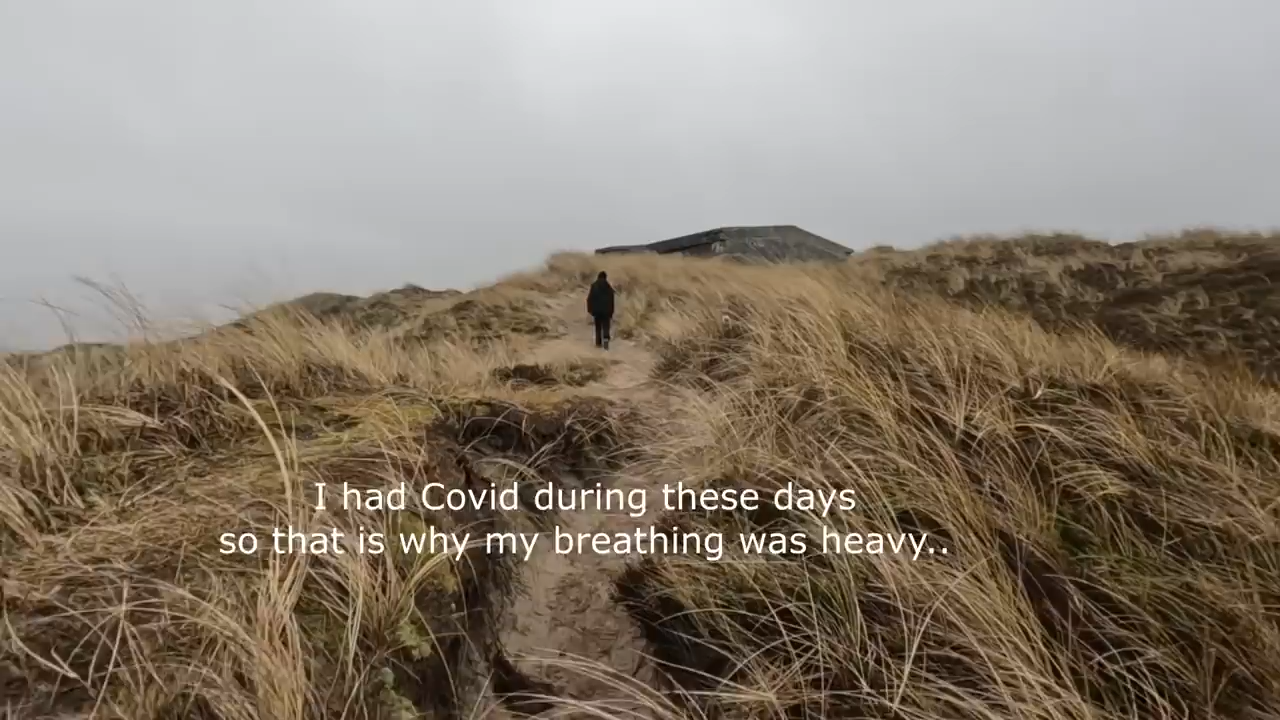 I had Covid during these days
so that is why my breathing was heavy..